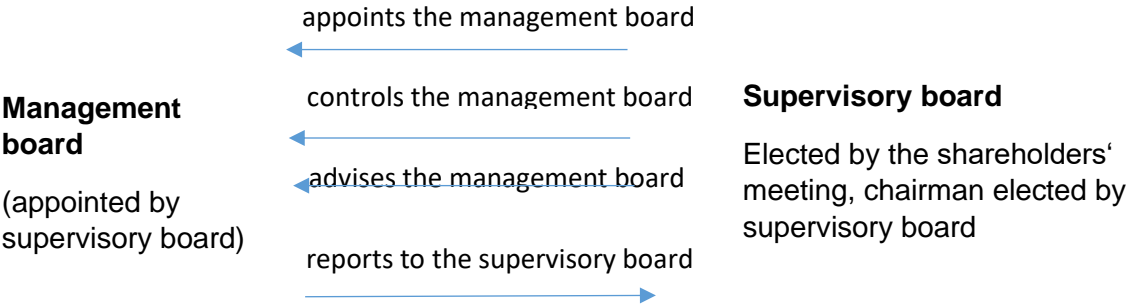 appoints the management board
Management
board
(appointed by
supervisory board)
controls the management board
advises the management board
reports to the supervisory board
Supervisory board
Elected by the shareholders‘
meeting, chairman elected by
supervisory board